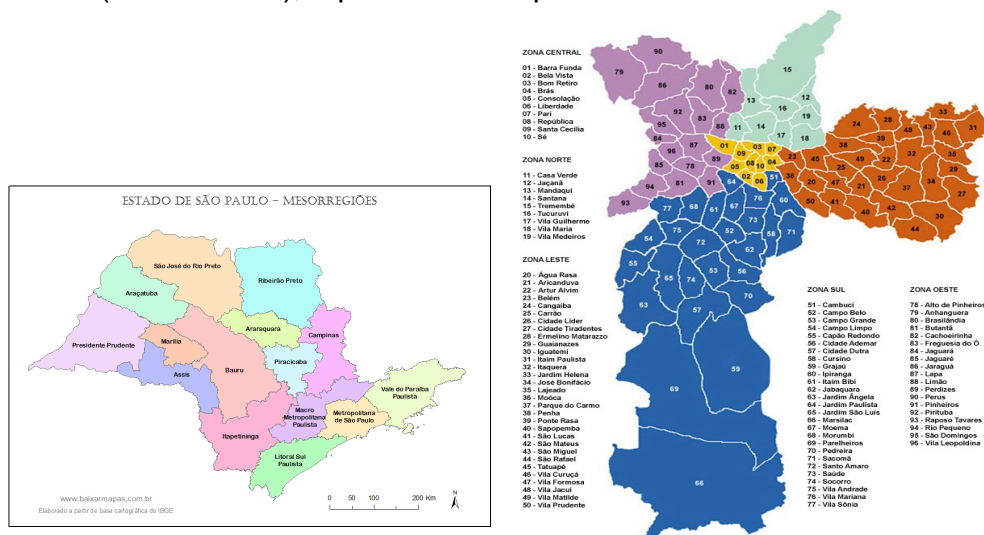 ESTADO DE SÃO PAULO – MESORREGIÕES
São José do Rio Preto
Ribeirão Preto
Araçatuba
Araraquara
Campinas
Presidente Prudente
Marília
Piracicaba
Assis
Bauru
Vale do Paraíba
Paulista
Macro
Metropolitana
Paulista
Metropolitana
de São Paulo
Itapetininga
Litoral Sul
Paulista
www.baixarmapas.com.br
Elaborado a partir de base cartográfica do IBGE
0 50 100 200 Km
N
ZONA CENTRAL
01 - Barra Funda
02 - Bela Vista
03 - Bom Retiro
04 - Brás
05 - Consolação
06 - Liberdade
07 - Pari
08 - República
09 - Santa Cecília
10 - Sé
ZONA NORTE
11 - Casa Verde
12 - Jaçanã
13 - Mandaqui
14 - Santana
15 - Tremembé
16 - Tucuruvi
17 - Vila Guilherme
18 - Vila Maria
19 - Vila Medeiros
ZONA LESTE
20 - Água Rasa
21 - Aricanduva
22 - Artur Alvim
23 - Belém
24 - Cangaíba
25 - Carrão
26 - Cidade Líder
27 - Cidade Tiradentes
28 - Ermelino Matarazzo
29 - Guaianazes
30 - Iguatemi
31 - Itaim Paulista
32 - Itaquera
33 - Jardim Helena
34 - José Bonifácio
35 - Lajeado
36 - Moóca
37 - Parque do Carmo
38 - Penha
39 - Ponte Rasa
40 - Sapopemba
41 - São Lucas
42 - São Mateus
43 - São Miguel
44 - São Rafael
45 - Tatuapé
46 - Vila Curuçá
47 - Vila Formosa
48 - Vila Jacuí
49 - Vila Matilde
50 - Vila Prudente
ZONA SUL
51 - Cambuci
52 - Campo Belo
53 - Campo Grande
54 - Campo Limpo
55 - Capão Redondo
56 - Cidade Ademar
57 - Cidade Dutra
58 - Cursino
59 - Grajaú
60 - Ipiranga
61 - Itaim Bibi
62 - Jabaquara
63 - Jardim Ângela
64 - Jardim Paulista
65 - Jardim São Luís
66 - Marsilac
67 - Moema
68 - Morumbi
69 - Parelheiros
70 - Pedreira
71 - Sacomã
72 - Santo Amaro
73 - Saúde
74 - Socorro
75 - Vila Andrade
76 - Vila Mariana
77 - Vila Sônia
ZONA OESTE
78 - Alto de Pinheiros
79 - Anhanguera
80 - Brasilândia
81 - Butantã
82 - Cachoeirinha
83 - Freguesia do Ó
84 - Jaguará
85 - Jaguaré
86 - Jaraguá
87 - Lapa
88 - Limão
89 - Perdizes
90 - Perus
91 - Pinheiros
92 - Pirituba
93 - Raposo Tavares
94 - Rio Pequeno
95 - São Domingos
96 - Vila Leopoldina